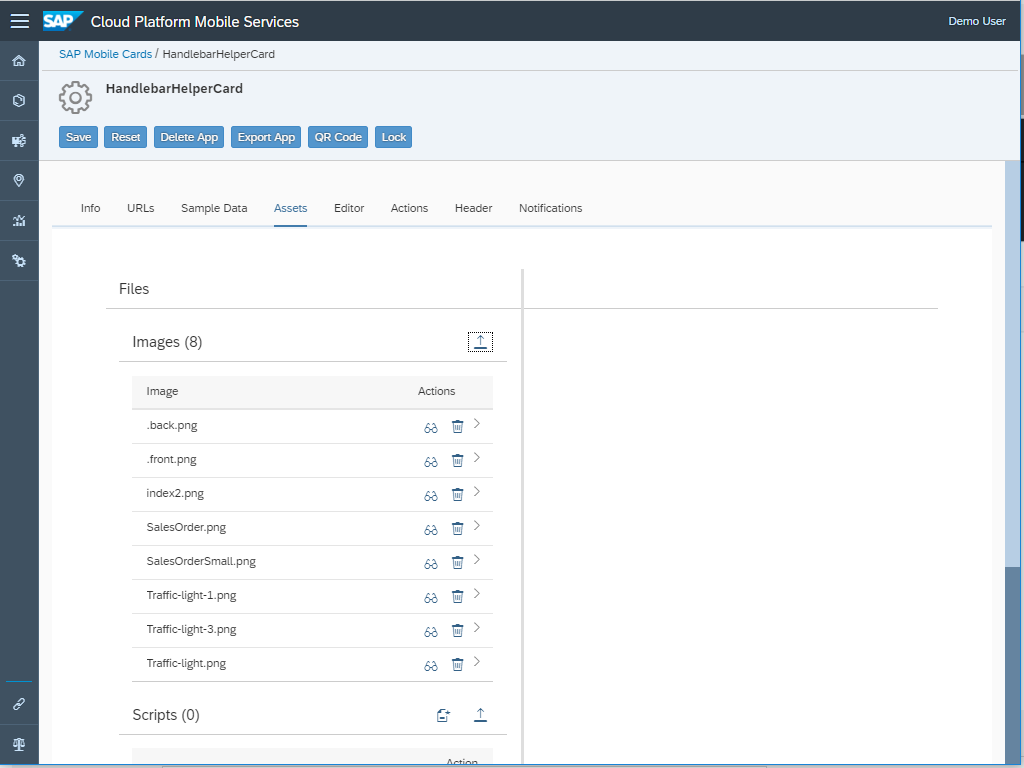 SAP Cloud Platform Mobile Services Demo User
SAP Mobile Cards / HandlebarHelperCard
HandlebarHelperCard
Save Reset Delete App Export App QR Code Lock
Info URLs Sample Data Assets Editor Actions Header Notifications
Files
Images (8)
Image Actions
.back.png
.front.png
index2.png
SalesOrder.png
SalesOrderSmall.png
Traffic-light-1.png
Traffic-light-3.png
Traffic-light.png
Scripts (0)
Action